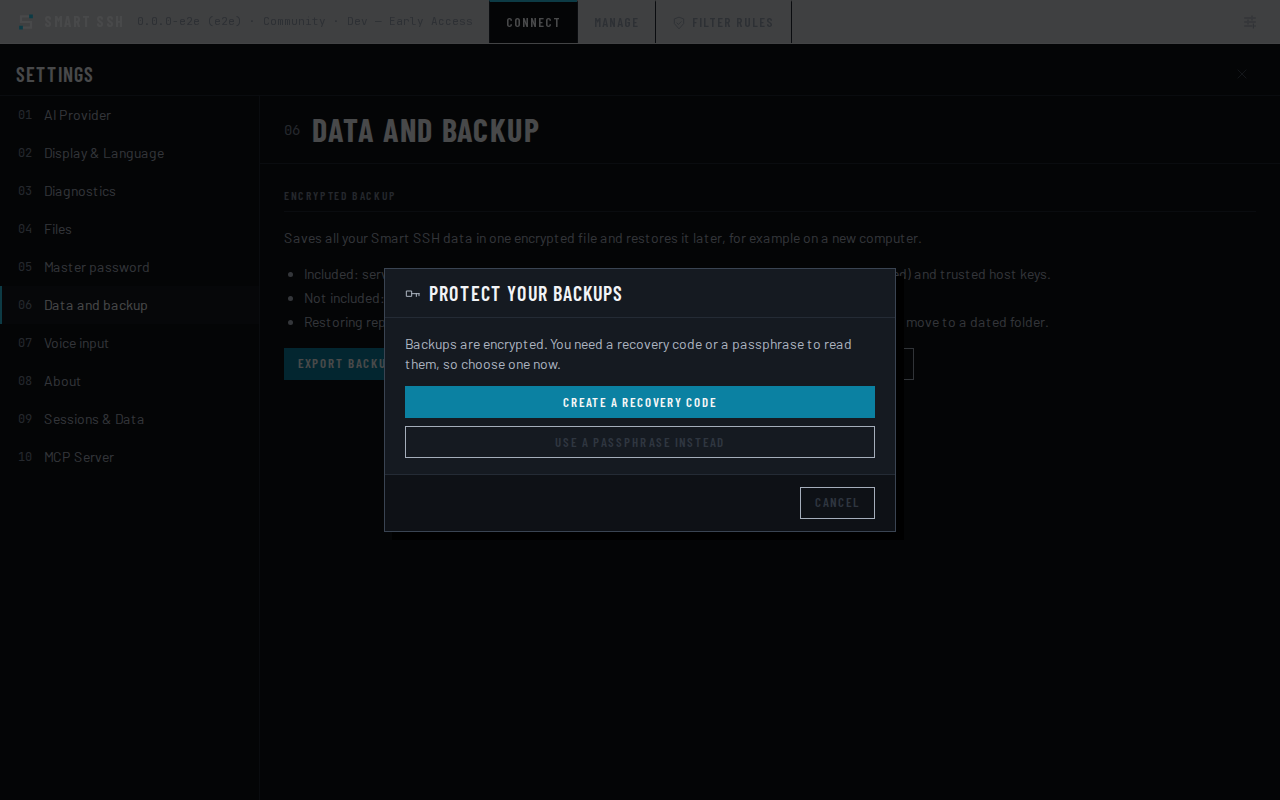 SMART SSH 0.0.0-e2e (e2e) · Community · Dev — Early Access CONNECT MANAGE FILTER RULES
SETTINGS
01 AI Provider
02 Display & Language
03 Diagnostics
04 Files
05 Master password
06 Data and backup
07 Voice input
08 About
09 Sessions & Data
10 MCP Server
06 DATA AND BACKUP
ENCRYPTED BACKUP
Saves all your Smart SSH data in one encrypted file and restores it later, for example on a new computer.
Included: and trusted host keys.
Not included:
Restoring move to a dated folder.
EXPORT
PROTECT YOUR BACKUPS
Backups are encrypted. You need a recovery code or a passphrase to read
them, so choose one now.
CREATE A RECOVERY CODE
USE A PASSPHRASE INSTEAD
CANCEL